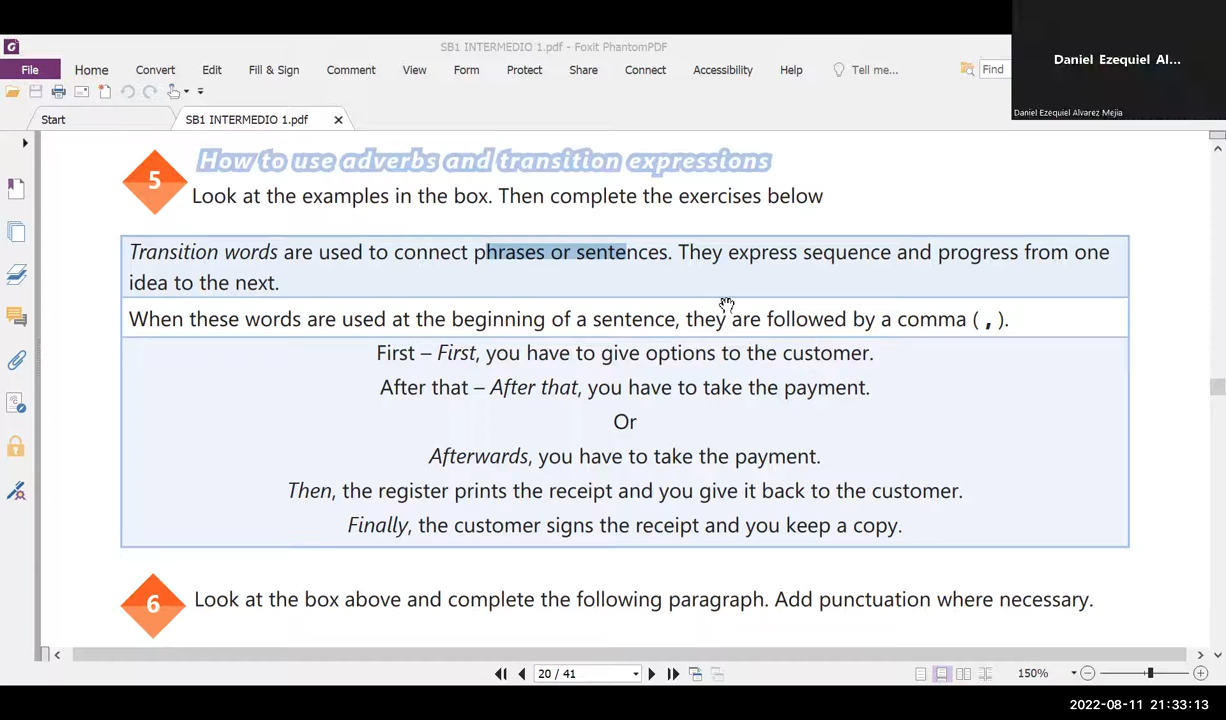 SB1 INTERMEDIO 1.pdf - Foxit PhantomPDF
Daniel Ezequiel Al...
Daniel Ezequiel Alvarez Mejia
File Home Convert Edit Fill & Sign Comment View Form Protect Share Connect Accessibility Help Tell me... Find
Start SB1 INTERMEDIO 1.pdf
5 How to use adverbs and transition expressions
Look at the examples in the box. Then complete the exercises below
Transition words are used to connect phrases or sentences. They express sequence and progress from one
idea to the next.
When these words are used at the beginning of a sentence, they are followed by a comma ( , ).
First – First, you have to give options to the customer.
After that – After that, you have to take the payment.
Or
Afterwards, you have to take the payment.
Then, the register prints the receipt and you give it back to the customer.
Finally, the customer signs the receipt and you keep a copy.
6 Look at the box above and complete the following paragraph. Add punctuation where necessary.
20 / 41
150%
2022-08-11 21:33:13